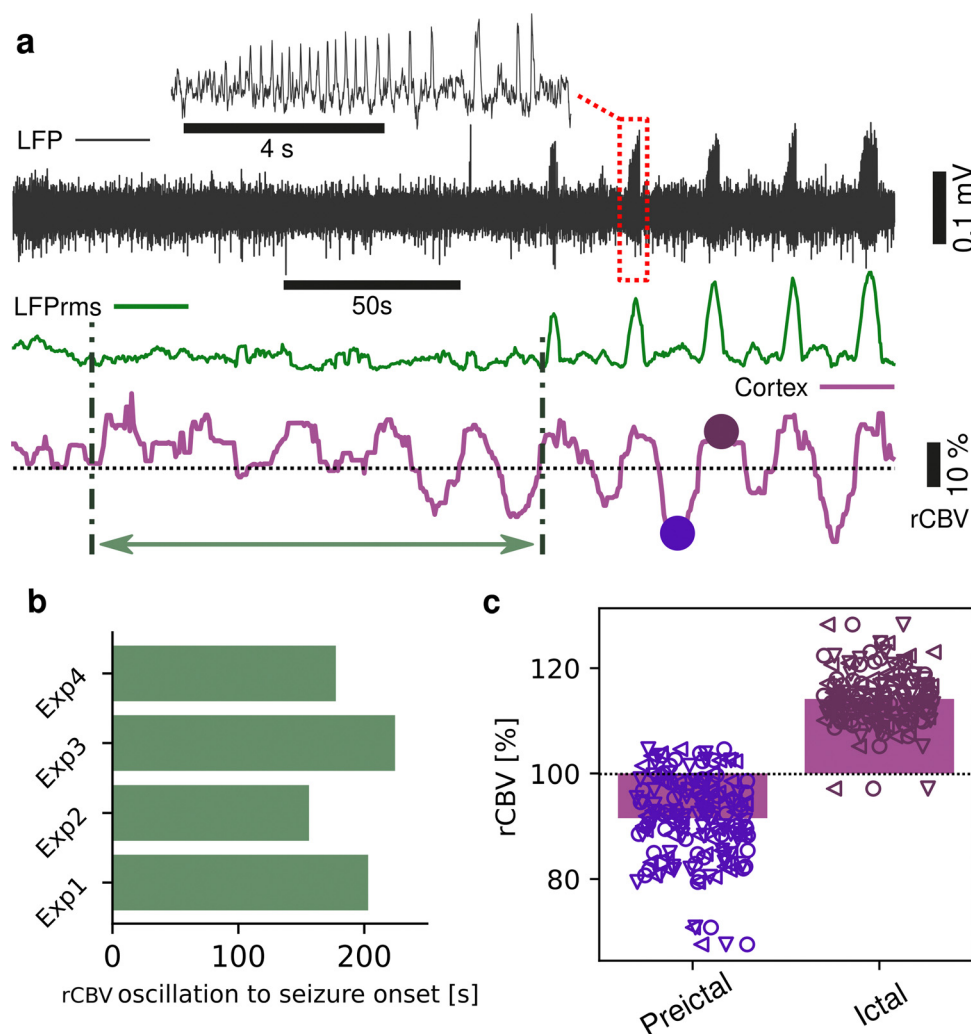 a
LFP
4 s
0.1 mV
50s
LFPrms
Cortex
10 %
rCBV
b
Exp4
Exp3
Exp2
Exp1
0 100 200
rCBV oscillation to seizure onset [s]
c
rCBV [%]
120
100
80
Preictal
Ictal